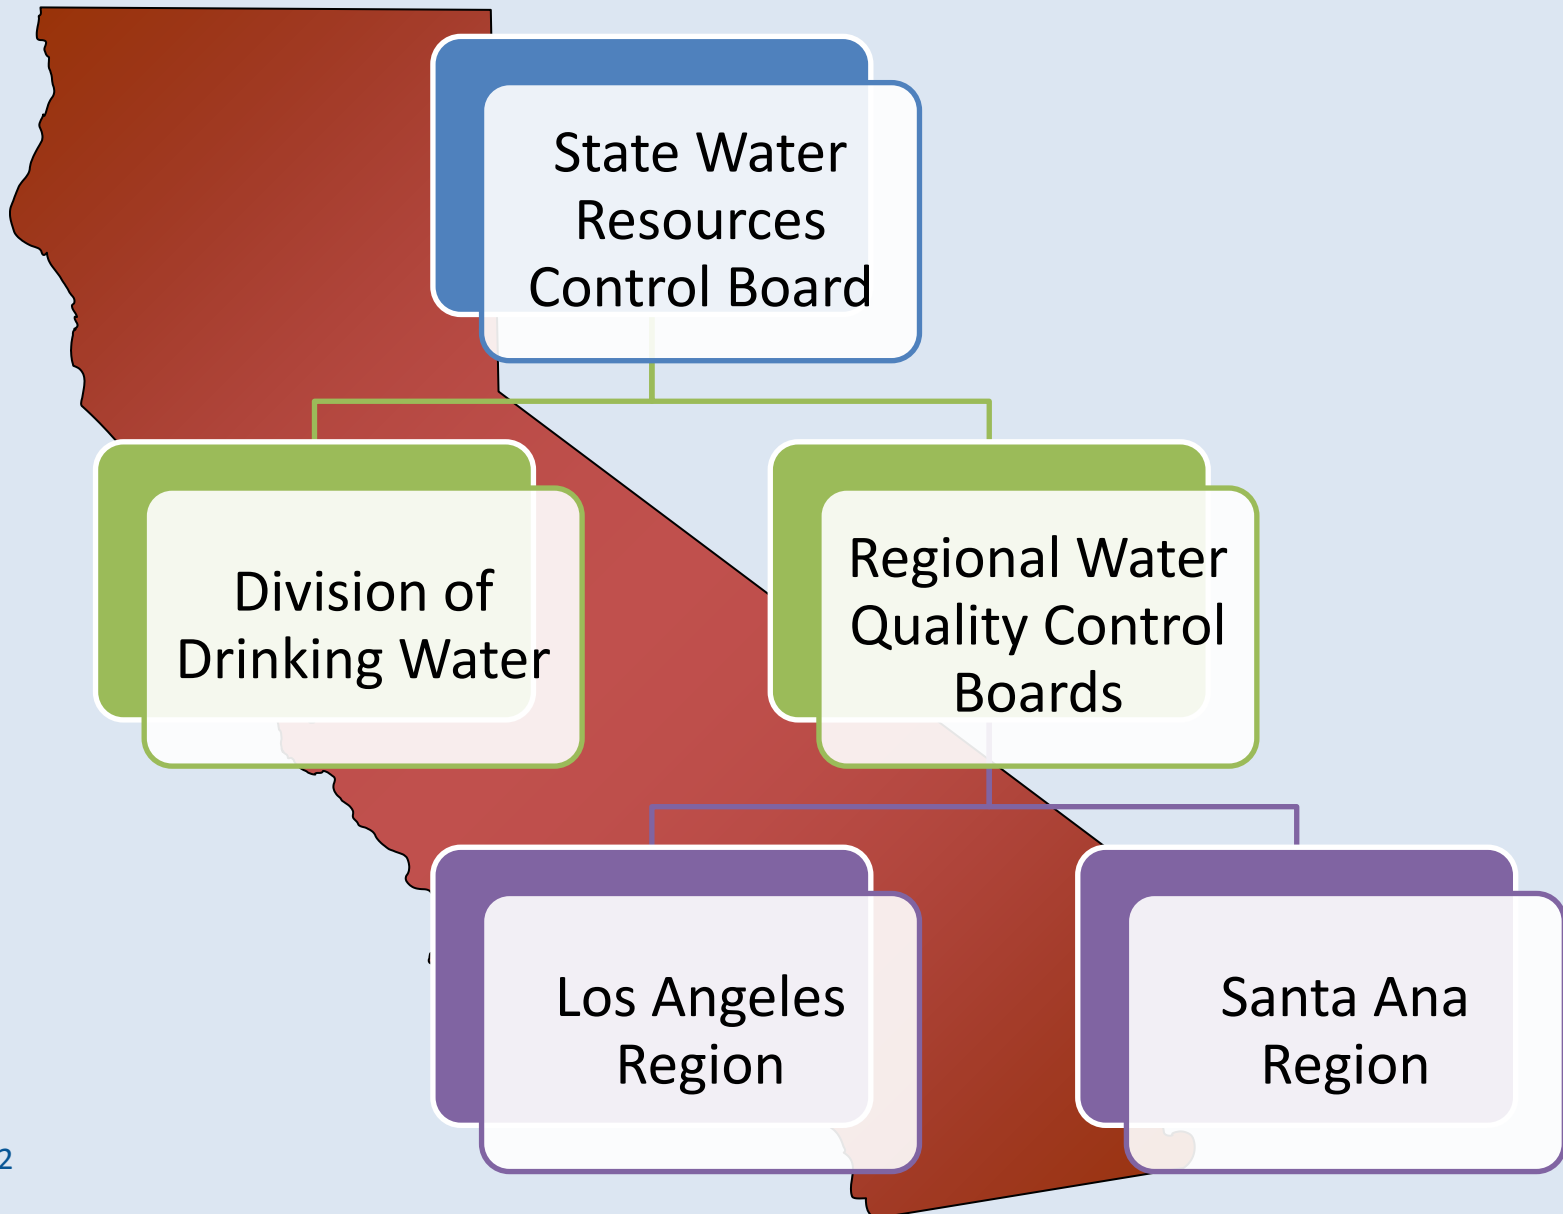 State Water
Resources
Control Board
Division of
Drinking Water
Regional Water
Quality Control
Boards
Los Angeles
Region
Santa Ana
Region
2